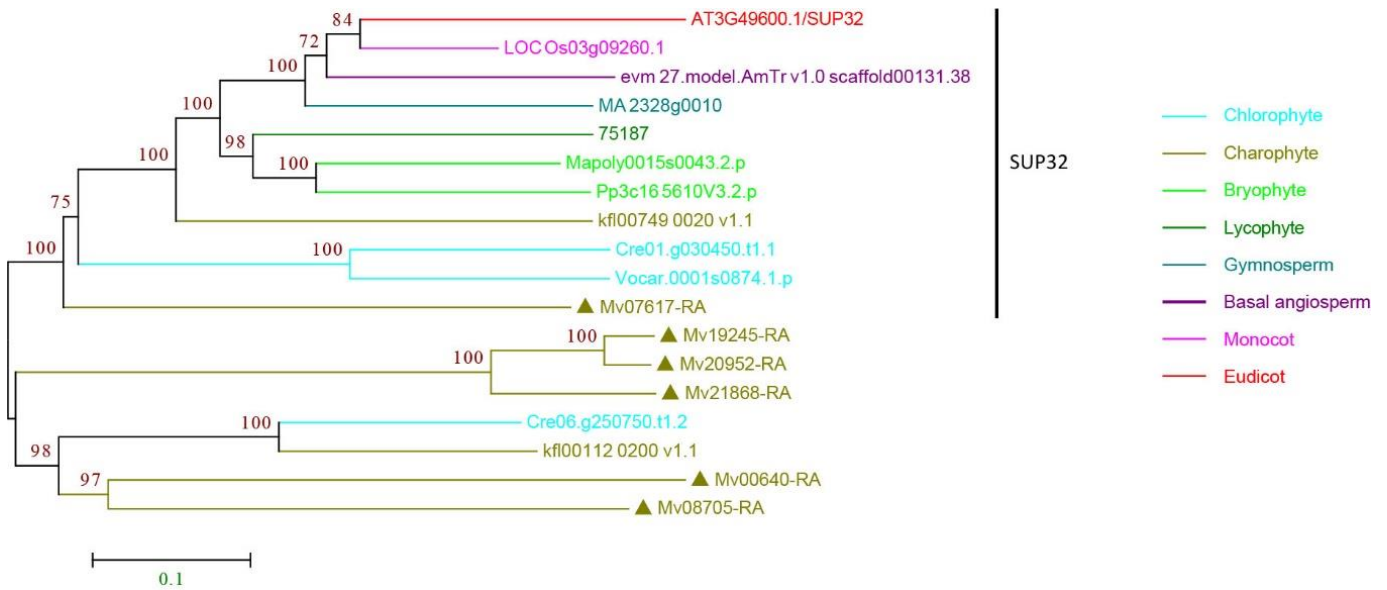 84
AT3G49600.1/SUP32
72
LOC Os03g09260.1
100
evm 27.model.AmTr v1.0 scaffold00131.38
100
MA 2328g0010
98
75187
100
100
Mapoly0015s0043.2.p
Pp3c16 5610V3.2.p
SUP32
75
kfl00749 0020 v1.1
100
100
Cre01.g030450.t1.1
Vocar.0001s0874.1.p
Mv07617-RA
100
100
Mv19245-RA
Mv20952-RA
Mv21868-RA
100
Cre06.g250750.t1.2
98
kfl00112 0200 v1.1
97
Mv00640-RA
Mv08705-RA
0.1
Chlorophyte
Charophyte
Bryophyte
Lycophyte
Gymnosperm
Basal angiosperm
Monocot
Eudicot